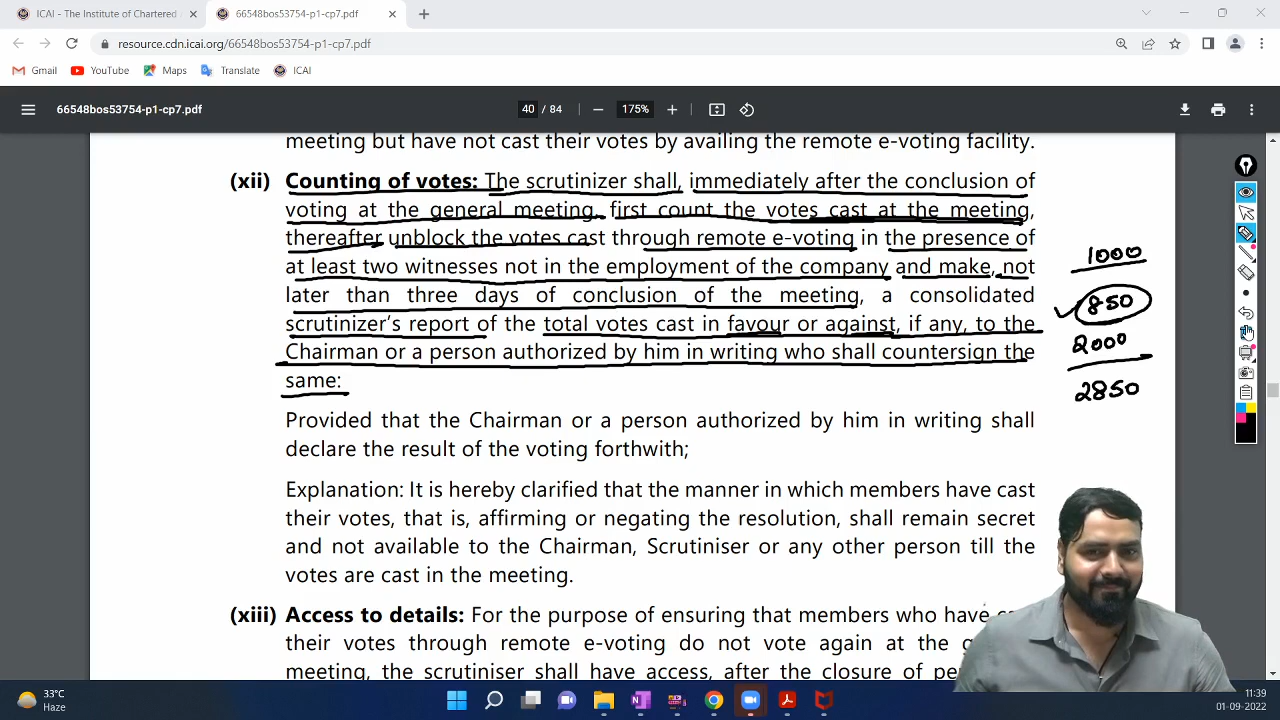 ICAI - The Institute of Chartered
66548bos53754-p1-cp7.pdf
resource.cdn.icai.org/66548bos53754-p1-cp7.pdf
Gmail YouTube Maps Translate ICAI
66548bos53754-p1-cp7.pdf 40 / 84 175%
meeting but have not cast their votes by availing the remote e-voting facility.
(xii) Counting of votes: The scrutinizer shall, immediately after the conclusion of
voting at the general meeting, first count the votes cast at the meeting,
thereafter unblock the votes cast through remote e-voting in the presence of
at least two witnesses not in the employment of the company and make, not
later than three days of conclusion of the meeting, a consolidated
scrutinizer's report of the total votes cast in favour or against, if any, to the
Chairman or a person authorized by him in writing who shall countersign the
same:
1000
850
2000
2850
Provided that the Chairman or a person authorized by him in writing shall
declare the result of the voting forthwith;
Explanation: It is hereby clarified that the manner in which members have cast
their votes, that is, affirming or negating the resolution, shall remain secret
and not available to the Chairman, Scrutiniser or any other person till the
votes are cast in the meeting.
(xiii) Access to details: For the purpose of ensuring that members who have
their votes through remote e-voting do not vote again at the
meeting, the scrutiniser shall have access, after the closure of
33°C
Haze
11:39
01-09-2022